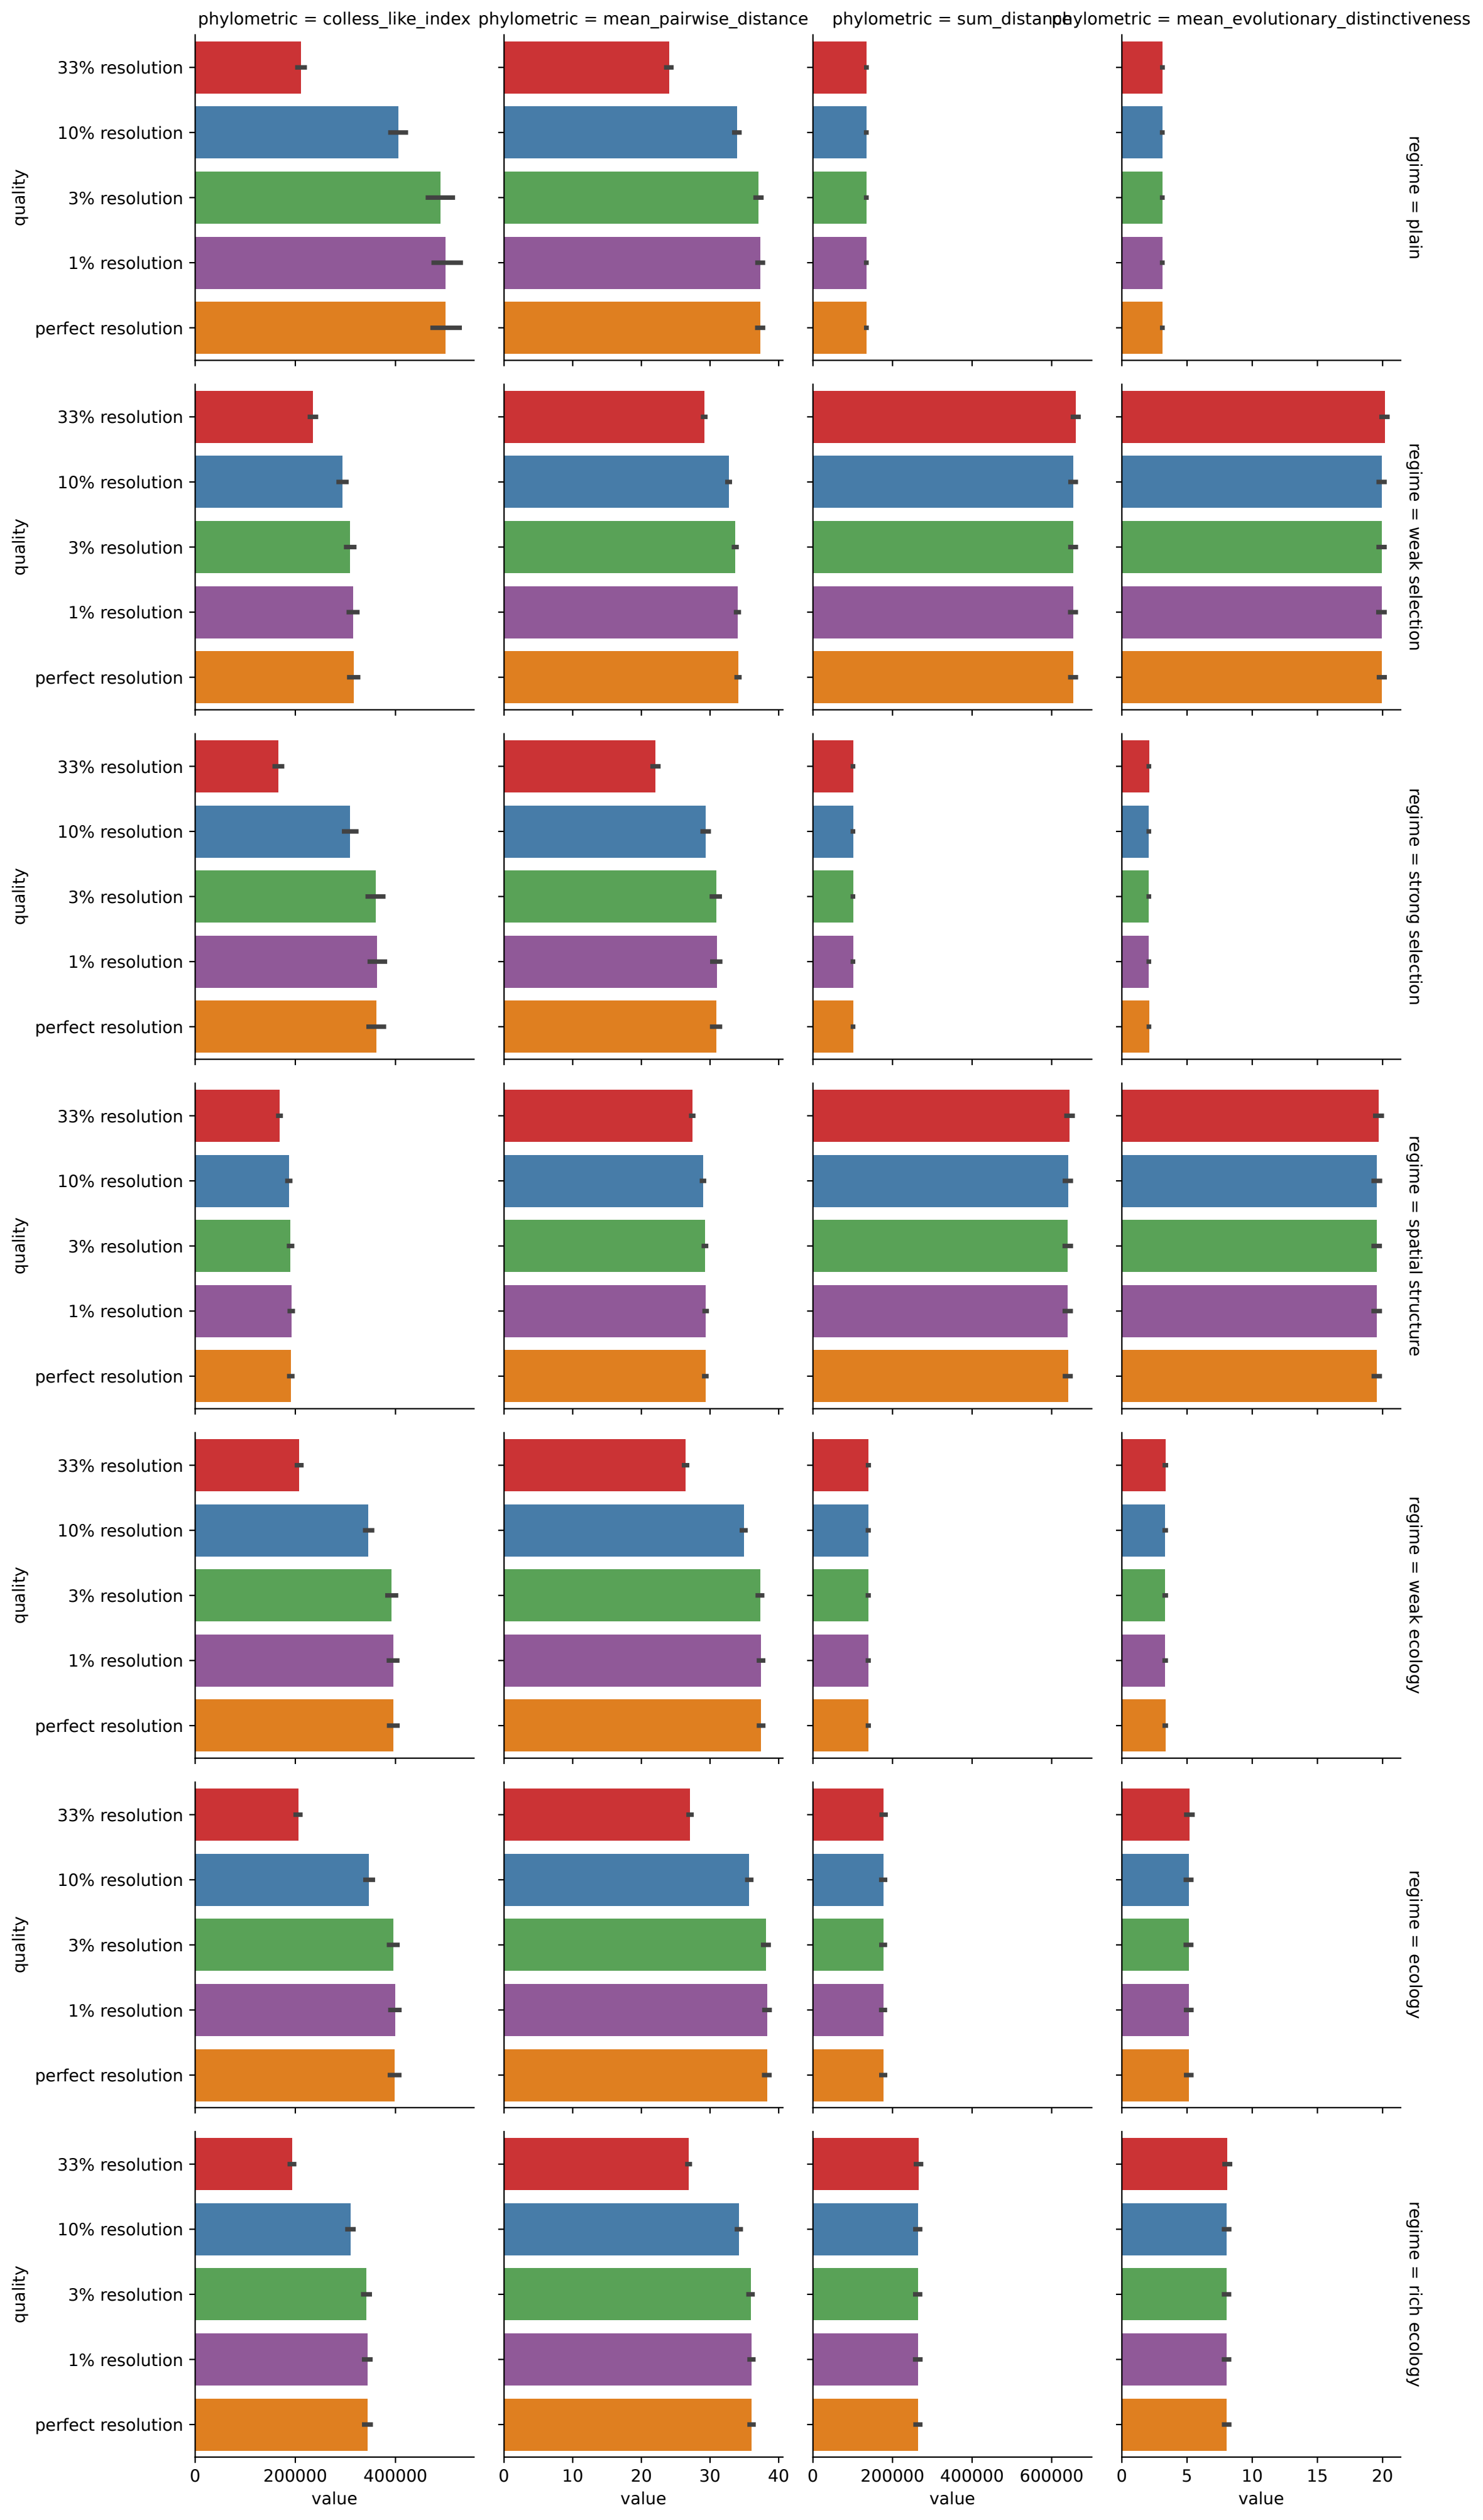 phylometric = colless_like_index
phylometric = mean_pairwise_distance
phylometric = sum_distance
phylometric = mean_evolutionary_distinctiveness
33% resolution
10% resolution
3% resolution
1% resolution
perfect resolution
quality
regime = plain
33% resolution
10% resolution
3% resolution
1% resolution
perfect resolution
quality
regime = weak selection
33% resolution
10% resolution
3% resolution
1% resolution
perfect resolution
quality
regime = strong selection
33% resolution
10% resolution
3% resolution
1% resolution
perfect resolution
quality
regime = spatial structure
33% resolution
10% resolution
3% resolution
1% resolution
perfect resolution
quality
regime = weak ecology
33% resolution
10% resolution
3% resolution
1% resolution
perfect resolution
quality
regime = ecology
33% resolution
10% resolution
3% resolution
1% resolution
perfect resolution
quality
regime = rich ecology
0 200000 400000
value
0 10 20 30 40
value
0 200000 400000 600000
value
0 5 10 15 20
value